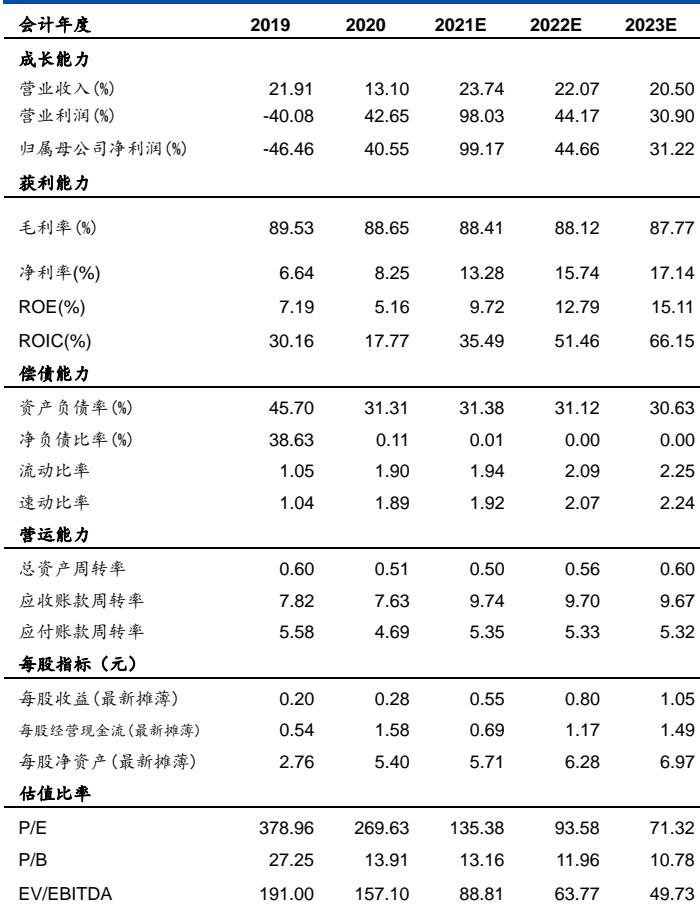 会计年度 2019 2020 2021E 2022E 2023E
成长能力
营业收入(%) 21.91 13.10 23.74 22.07 20.50
营业利润(%) -40.08 42.65 98.03 44.17 30.90
归属母公司净利润(%) -46.46 40.55 99.17 44.66 31.22
获利能力
毛利率(%) 89.53 88.65 88.41 88.12 87.77
净利率(%) 6.64 8.25 13.28 15.74 17.14
ROE(%) 7.19 5.16 9.72 12.79 15.11
ROIC(%) 30.16 17.77 35.49 51.46 66.15
偿债能力
资产负债率(%) 45.70 31.31 31.38 31.12 30.63
净负债比率(%) 38.63 0.11 0.01 0.00 0.00
流动比率 1.05 1.90 1.94 2.09 2.25
速动比率 1.04 1.89 1.92 2.07 2.24
营运能力
总资产周转率 0.60 0.51 0.50 0.56 0.60
应收账款周转率 7.82 7.63 9.74 9.70 9.67
应付账款周转率 5.58 4.69 5.35 5.33 5.32
每股指标（元）
每股收益(最新摊薄) 0.20 0.28 0.55 0.80 1.05
每股经营现金流(最新摊薄) 0.54 1.58 0.69 1.17 1.49
每股净资产(最新摊薄) 2.76 5.40 5.71 6.28 6.97
估值比率
P/E 378.96 269.63 135.38 93.58 71.32
P/B 27.25 13.91 13.16 11.96 10.78
EV/EBITDA 191.00 157.10 88.81 63.77 49.73